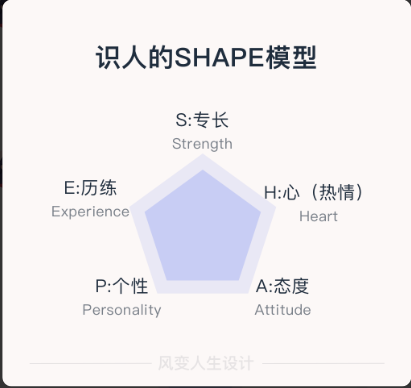 识人的SHAPE模型
S:专长
Strength
H:心（热情）
Heart
E:历练
Experience
P:个性
Personality
A:态度
Attitude
风变人生设计